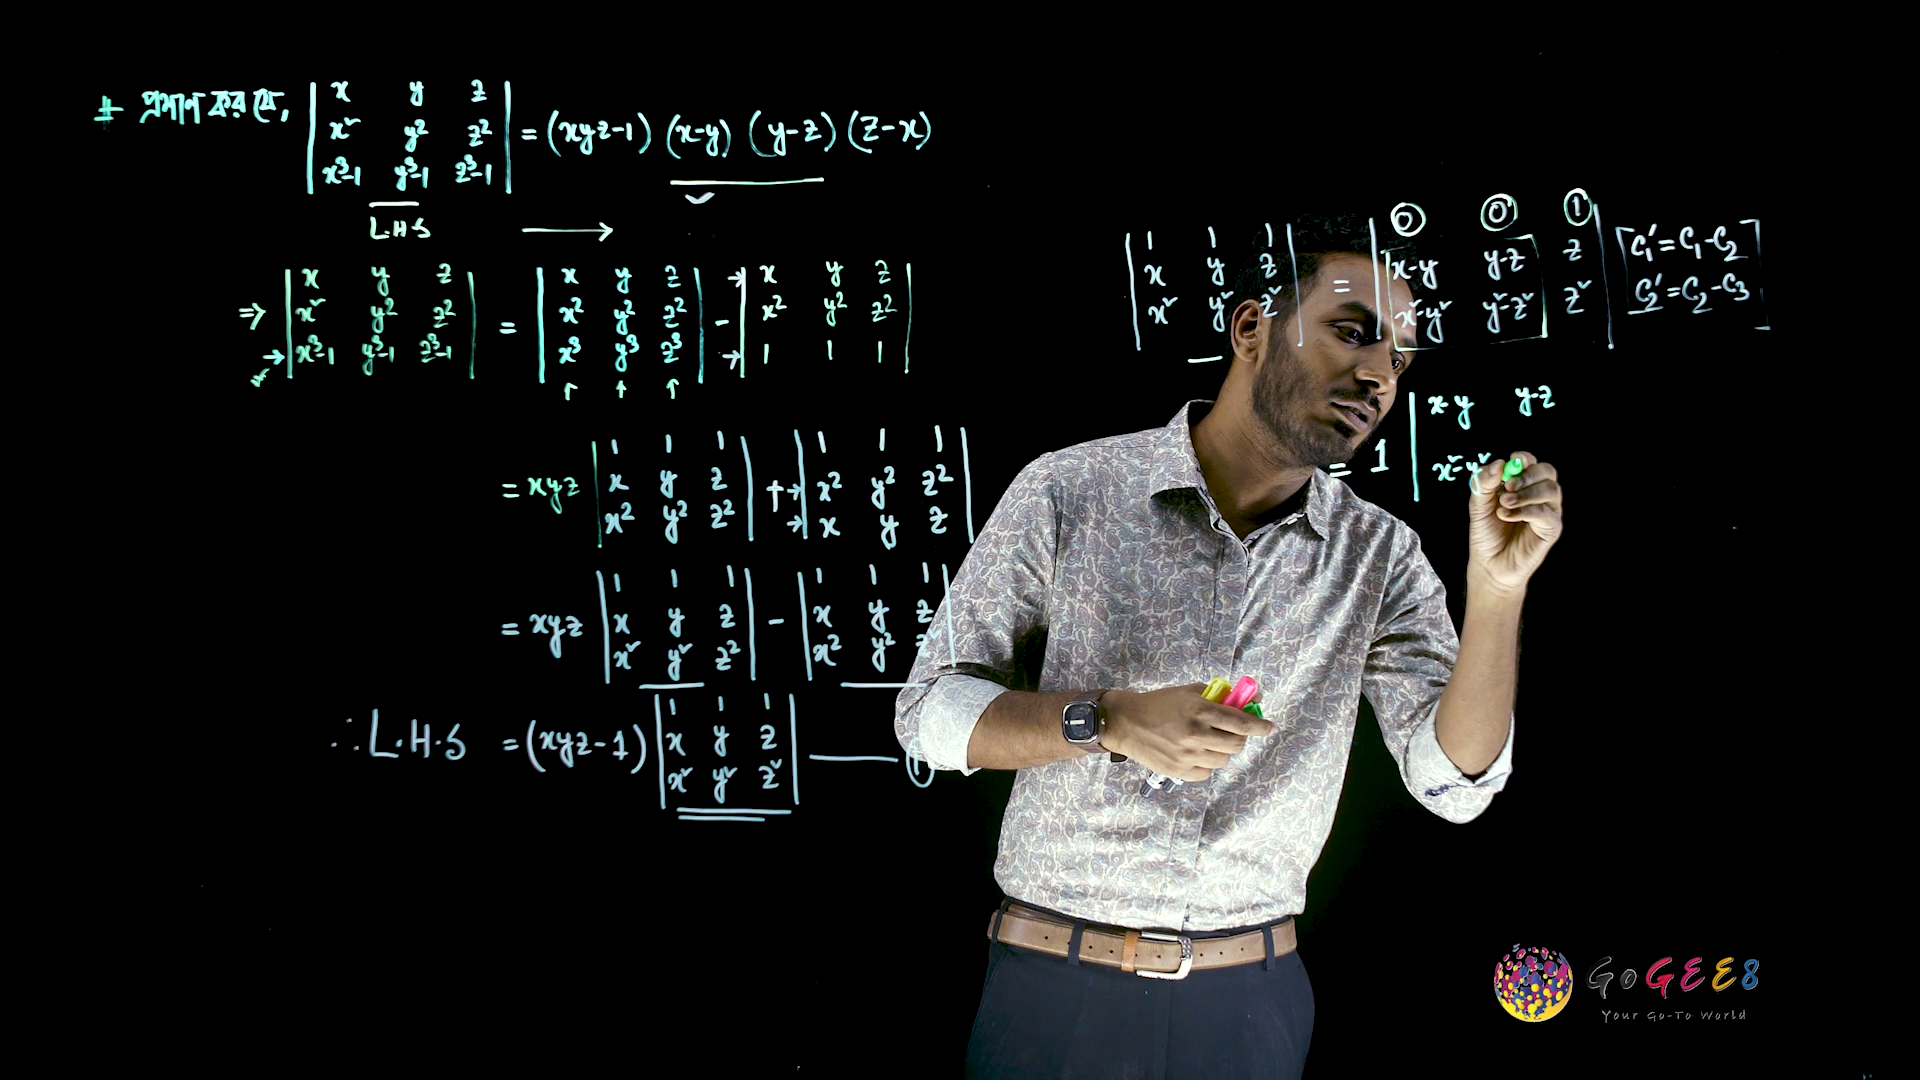 # প্রমাণ কর যে, | x y z | x² y² z² | x³-1 y³-1 z³-1 | = (xyz-1) (x-y) (y-z) (z-x)
L.H.S
⇒ | x y z | x² y² z² | x³-1 y³-1 z³-1 | = | x y z | x² y² z² | x³ y³ z³ | - | x y z | x² y² z² | 1 1 1 |
= xyz | 1 1 1 | x y z | x² y² z² | + | 1 1 1 | x² y² z² | x y z |
= xyz | 1 1 1 | x y z | x² y² z² | - | 1 1 1 | x y z | x² y² z² |
∴ L.H.S = (xyz-1) | 1 1 1 | x y z | x² y² z² |
| 1 1 1 | x y z | x² y² z² | = | 0 0 1 | x-y y-z z | x²-y² y²-z² z² | [ C₁′ = C₁-C₂
C₂′ = C₂-C₃ ]
= 1 | x-y y-z
x²-y²
GoGEE8
Your Go-To World